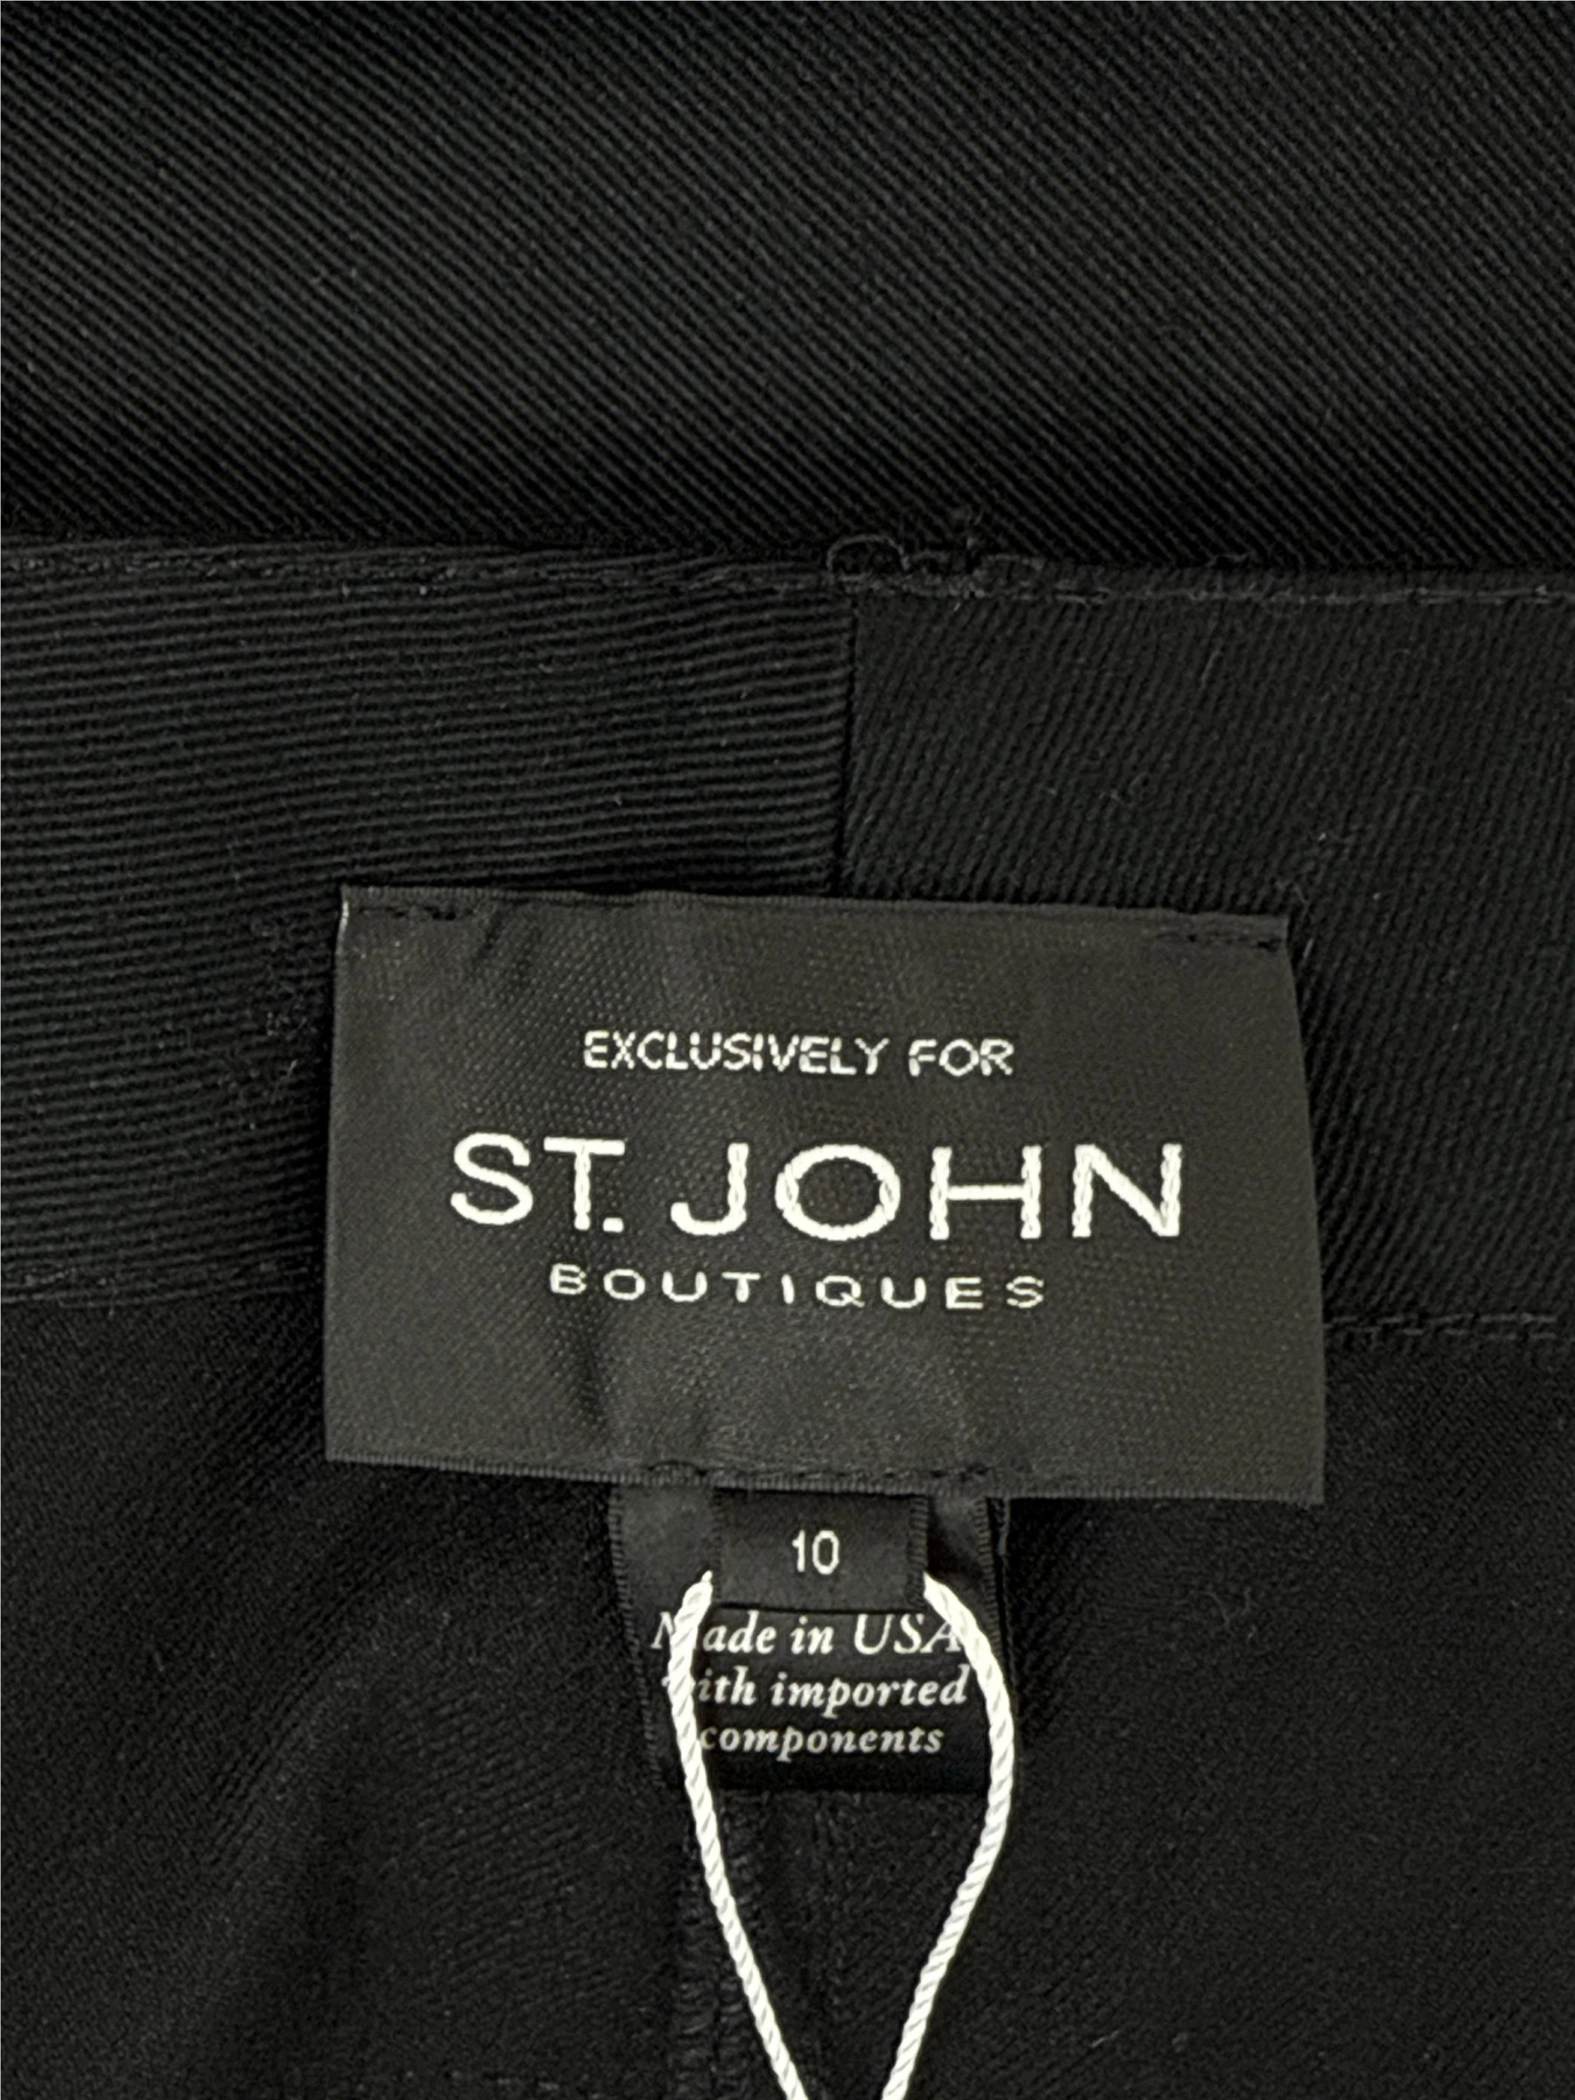 EXCLUSIVELY FOR
ST. JOHN
BOUTIQUES
10
Made in USA
with imported
components